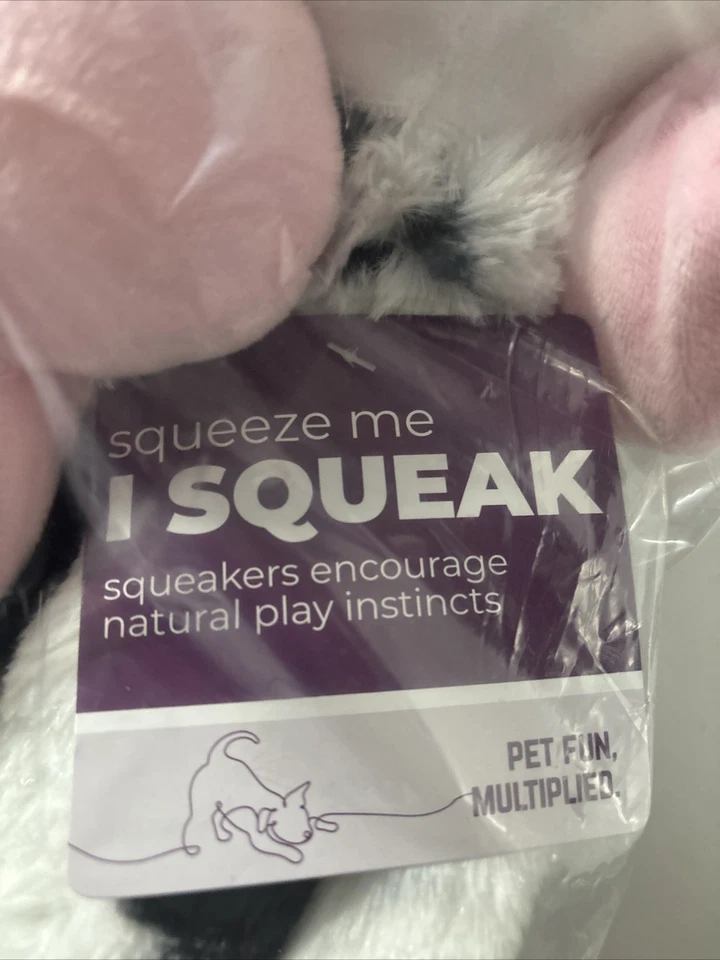 squeeze me
I SQUEAK
squeakers encourage
natural play instincts
PET FUN,
MULTIPLIED.